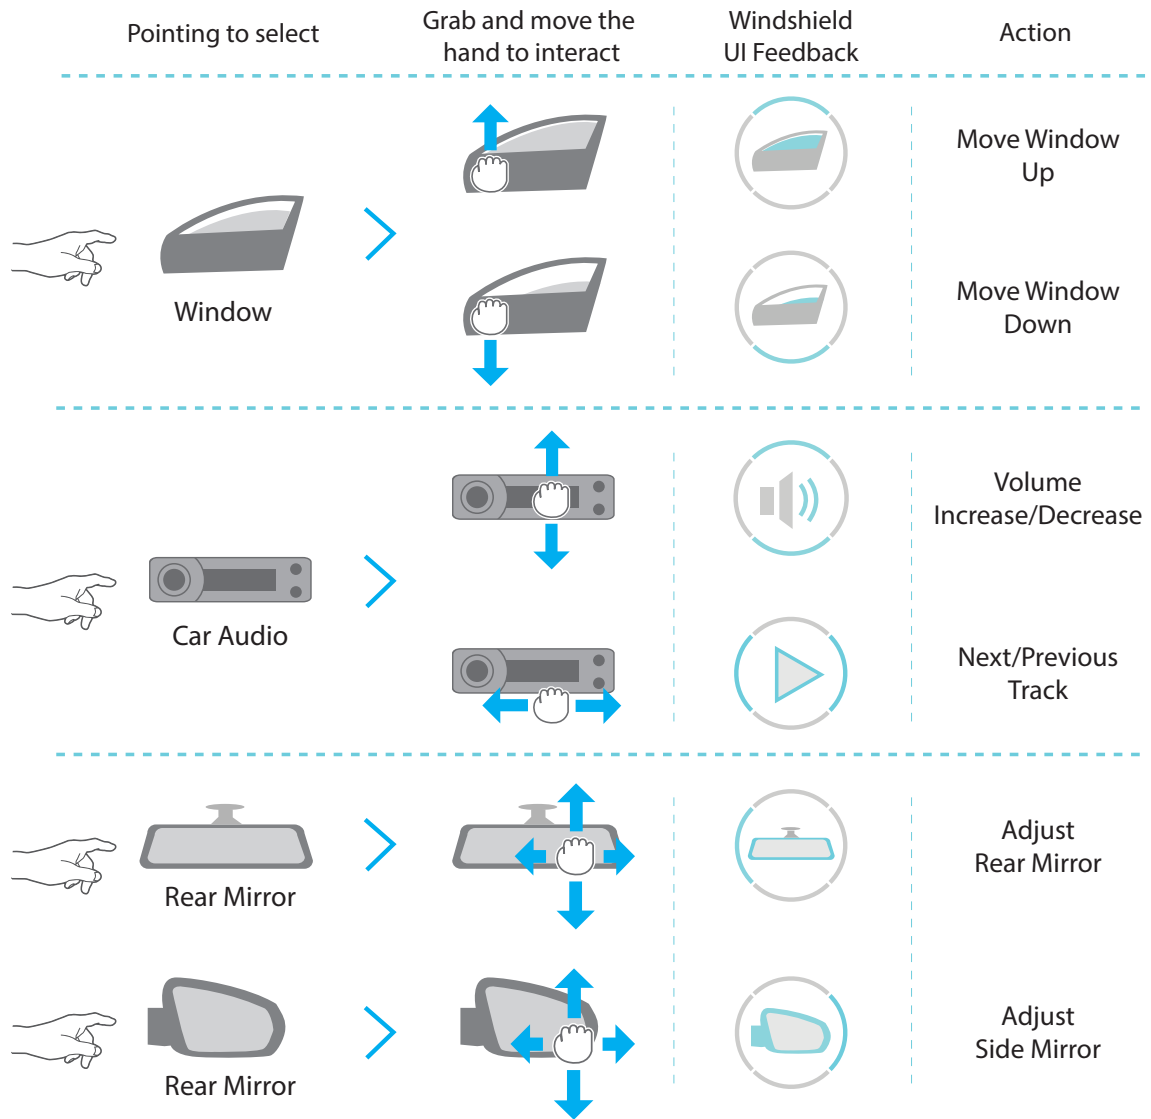 Pointing to select
Grab and move the
hand to interact
Windshield
UI Feedback
Action
Window
Move Window
Up
Move Window
Down
Car Audio
Volume
Increase/Decrease
Next/Previous
Track
Rear Mirror
Adjust
Rear Mirror
Rear Mirror
Adjust
Side Mirror